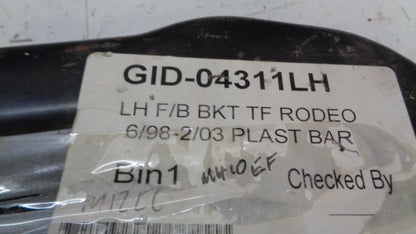 GID-04311LH
LH F/B BKT TF RODEO
6/98-2/03 PLAST BAR
Bin1 Checked By